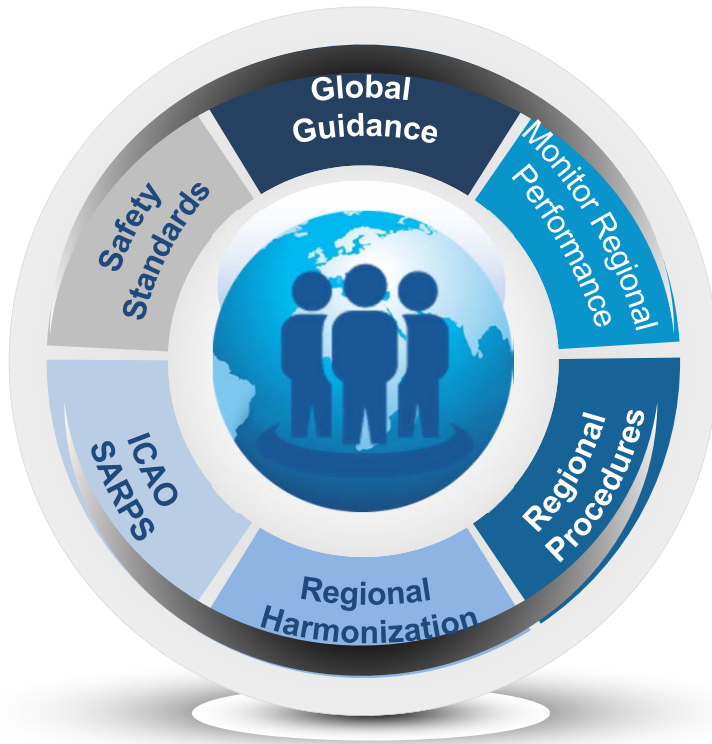 Global
Guidance
Monitor Regional
Performance
Regional
Procedures
Regional
Harmonization
ICAO
SARPS
Safety
Standards